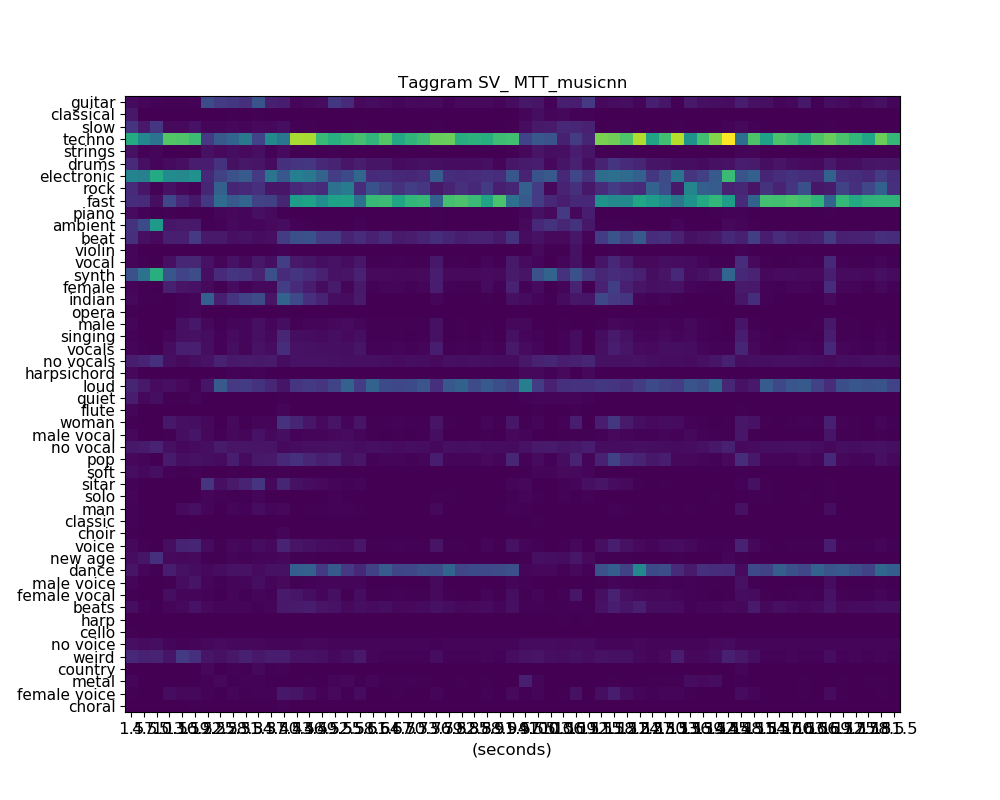 Taggram SV_ MTT_musicnn
guitar
classical
slow
techno
strings
drums
electronic
rock
fast
piano
ambient
beat
violin
vocal
synth
female
indian
opera
male
singing
vocals
no vocals
harpsichord
loud
quiet
flute
woman
male vocal
no vocal
pop
soft
sitar
solo
man
classic
choir
voice
new age
dance
male voice
female vocal
beats
harp
cello
no voice
weird
country
metal
female voice
choral
(seconds)